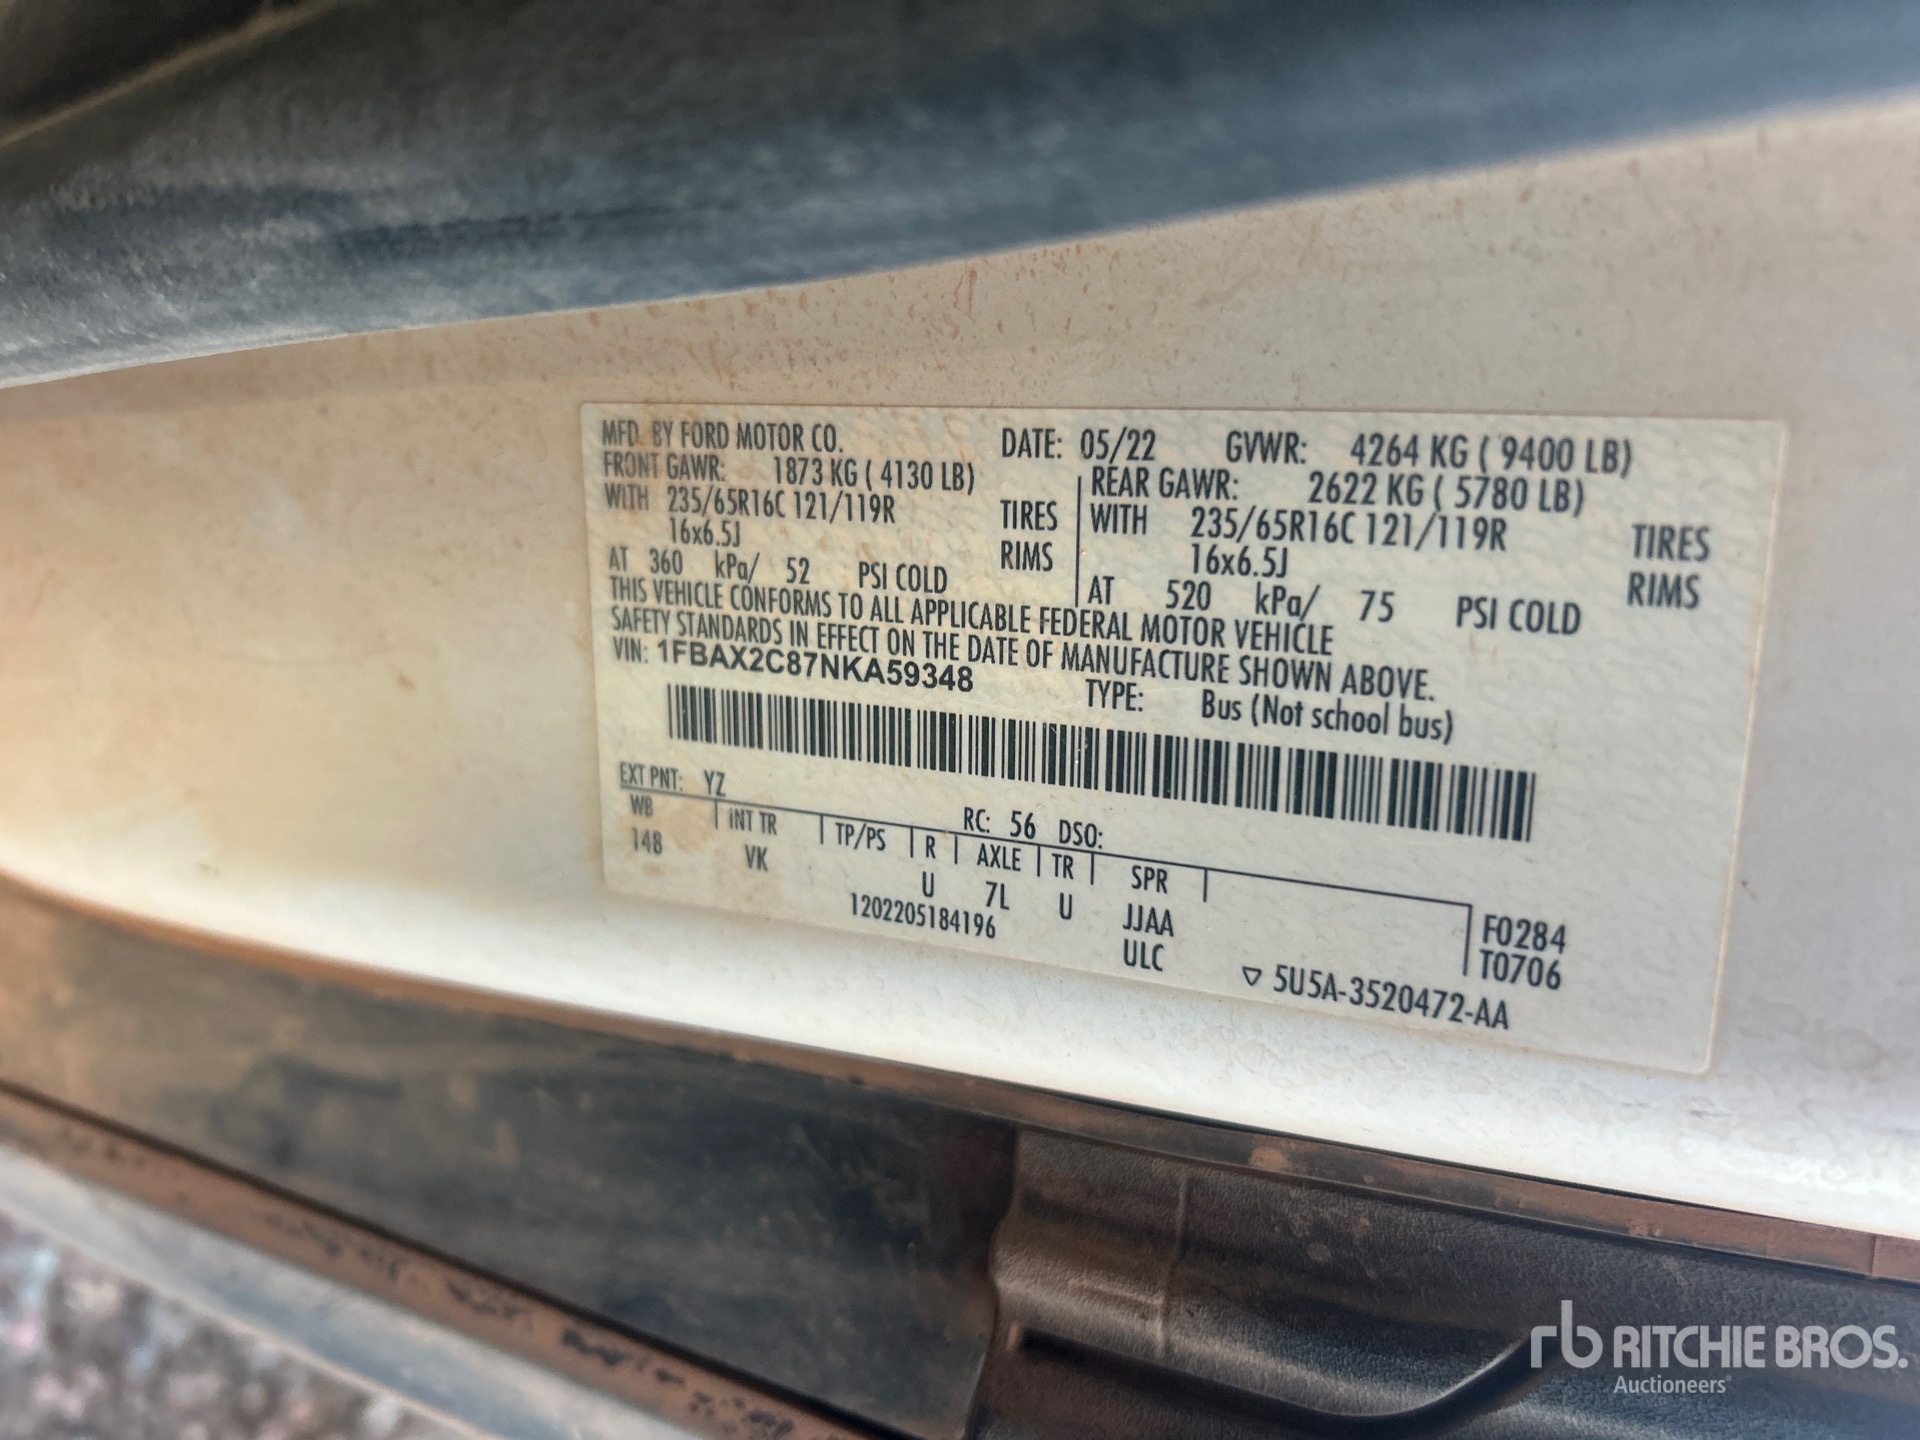 MFD. BY FORD MOTOR CO. DATE: 05/22 GVWR: 4264 KG ( 9400 LB)
FRONT GAWR: 1873 KG ( 4130 LB) REAR GAWR: 2622 KG ( 5780 LB)
WITH 235/65R16C 121/119R TIRES WITH 235/65R16C 121/119R TIRES
16x6.5J RIMS 16x6.5J RIMS
AT 360 kPa/ 52 PSI COLD AT 520 kPa/ 75 PSI COLD
THIS VEHICLE CONFORMS TO ALL APPLICABLE FEDERAL MOTOR VEHICLE
SAFETY STANDARDS IN EFFECT ON THE DATE OF MANUFACTURE SHOWN ABOVE.
VIN: 1FBAX2C87NKA59348 TYPE: Bus (Not school bus)
EXT PNT: YZ RC: 56 DSO:
WB INT TR TP/PS R AXLE TR SPR
148 VK U 7L U JJAA F0284
1202205184196 ULC T0706
▽ 5U5A-3520472-AA
rb RITCHIE BROS.
Auctioneers